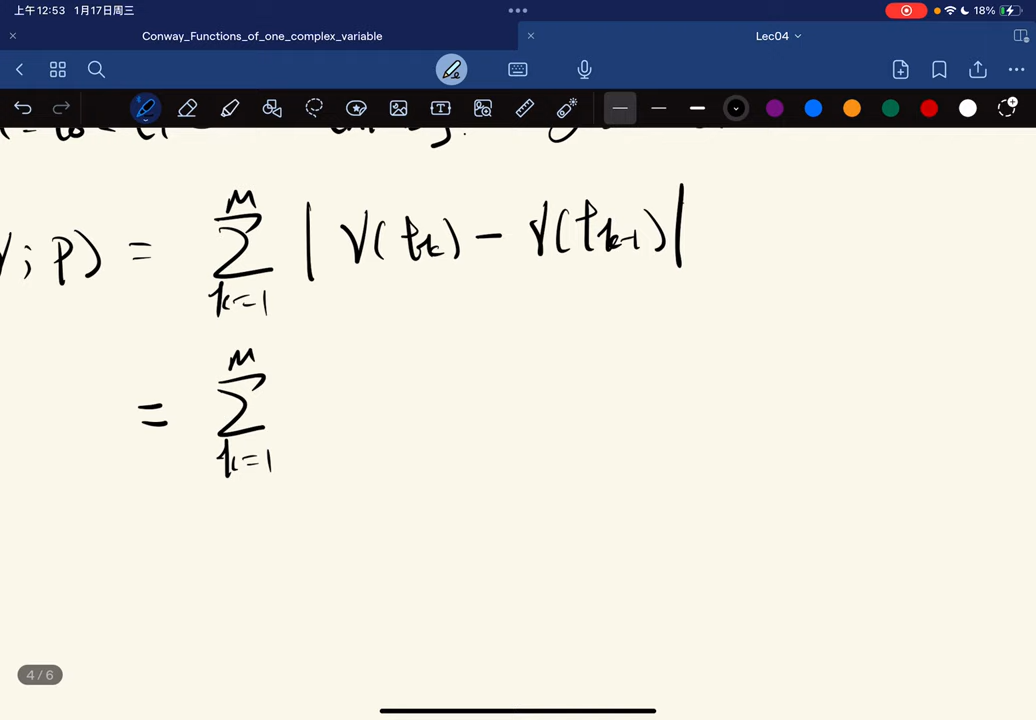 上午12:53 1月17日周三
18%
Conway_Functions_of_one_complex_variable
Lec04
; P) = Σ_{k=1}^{m} | γ(t_k) - γ(t_{k-1}) |
= Σ_{k=1}^{m}
4 / 6